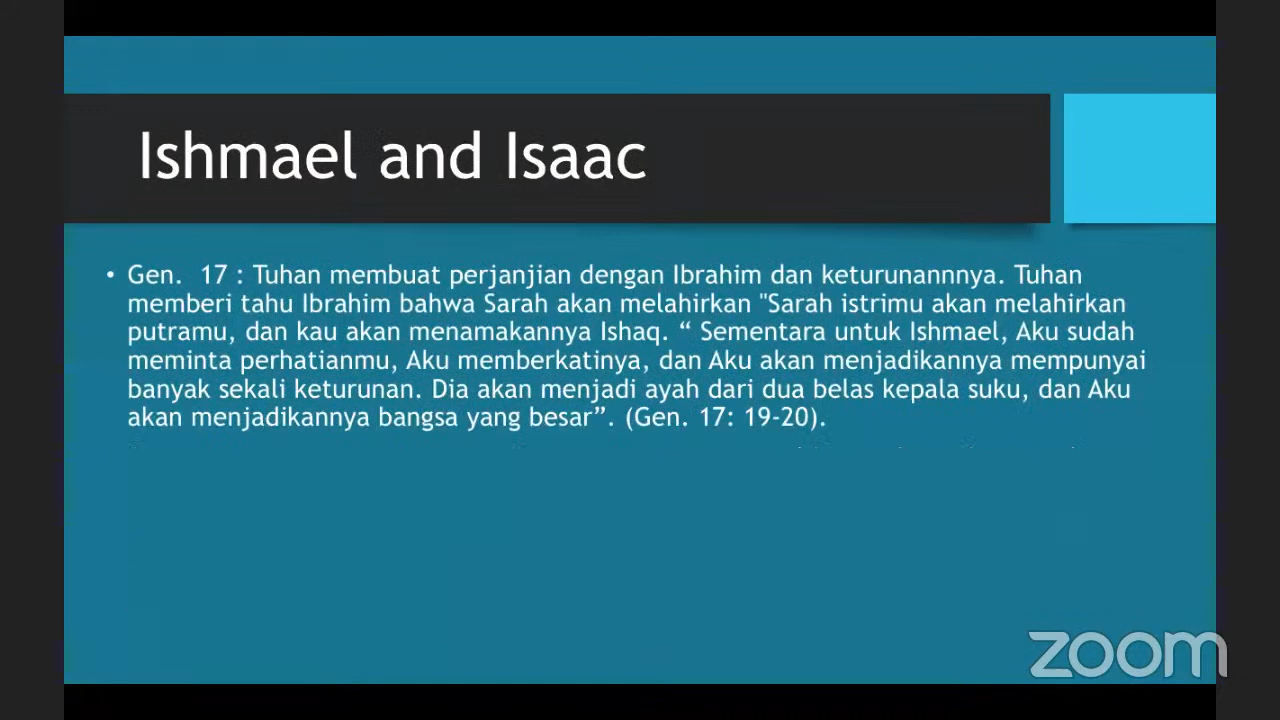 Ishmael and Isaac
• Gen. 17 : Tuhan membuat perjanjian dengan Ibrahim dan keturunannnya. Tuhan
memberi tahu Ibrahim bahwa Sarah akan melahirkan "Sarah istrimu akan melahirkan
putramu, dan kau akan menamakannya Ishaq. “ Sementara untuk Ishmael, Aku sudah
meminta perhatianmu, Aku memberkatinya, dan Aku akan menjadikannya mempunyai
banyak sekali keturunan. Dia akan menjadi ayah dari dua belas kepala suku, dan Aku
akan menjadikannya bangsa yang besar”. (Gen. 17: 19-20).
zoom